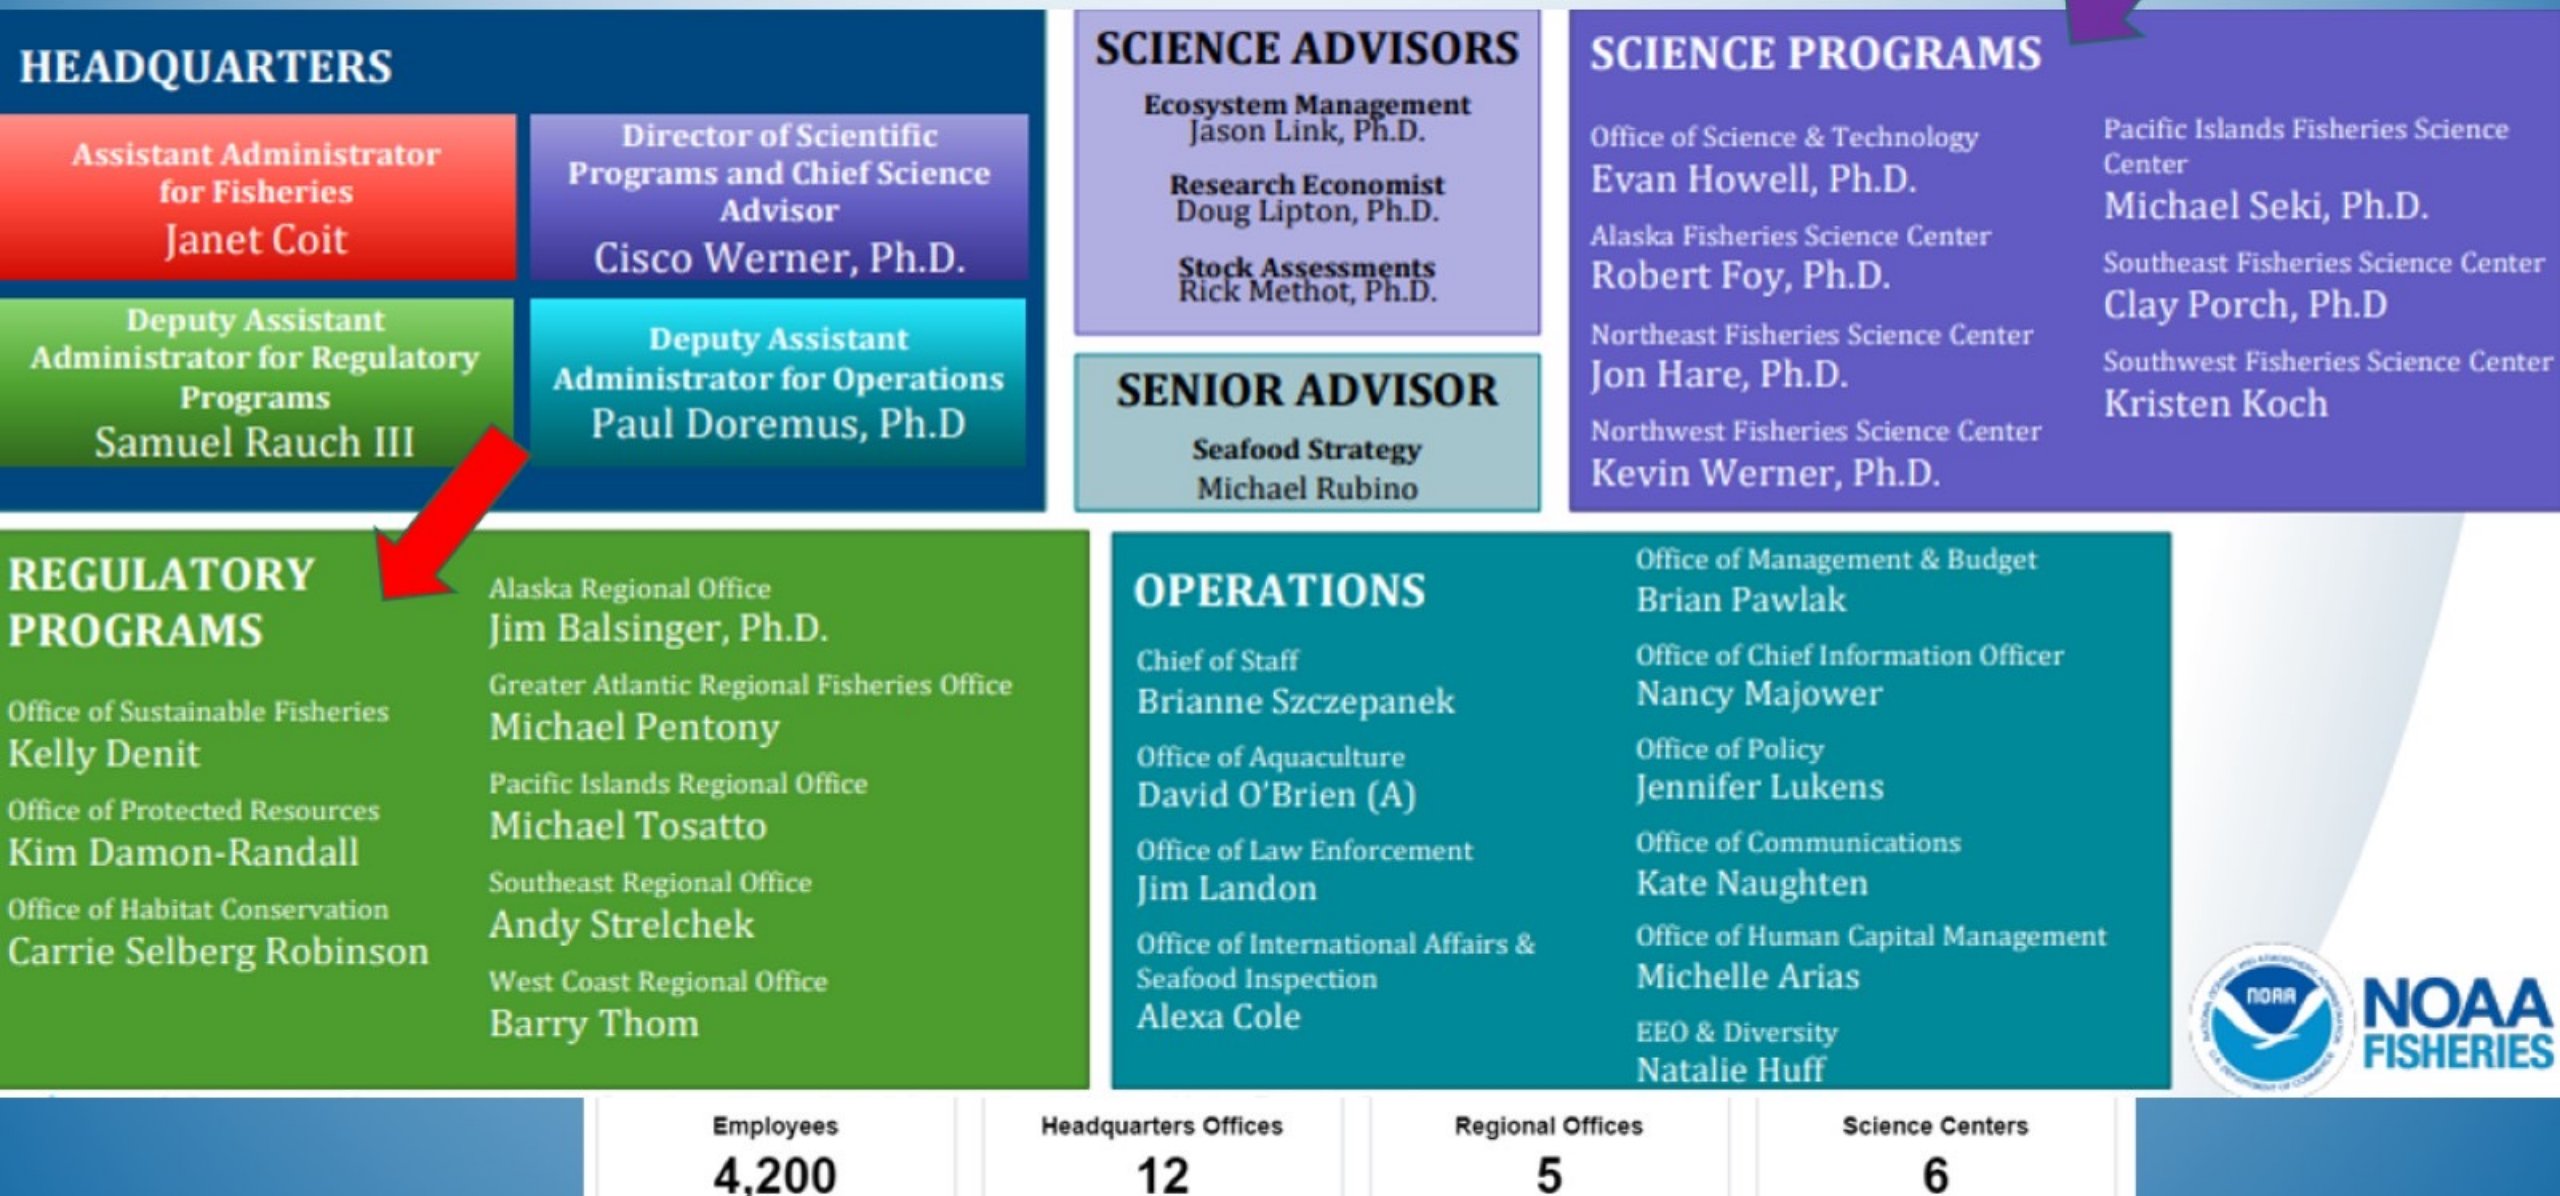 HEADQUARTERS
Assistant Administrator
for Fisheries
Janet Coit
Director of Scientific
Programs and Chief Science
Advisor
Cisco Werner, Ph.D.
Deputy Assistant
Administrator for Regulatory
Programs
Samuel Rauch III
Deputy Assistant
Administrator for Operations
Paul Doremus, Ph.D
SCIENCE ADVISORS
Ecosystem Management
Jason Link, Ph.D.
Research Economist
Doug Lipton, Ph.D.
Stock Assessments
Rick Methot, Ph.D.
SENIOR ADVISOR
Seafood Strategy
Michael Rubino
SCIENCE PROGRAMS
Office of Science & Technology
Evan Howell, Ph.D.
Alaska Fisheries Science Center
Robert Foy, Ph.D.
Northeast Fisheries Science Center
Jon Hare, Ph.D.
Northwest Fisheries Science Center
Kevin Werner, Ph.D.
Pacific Islands Fisheries Science
Center
Michael Seki, Ph.D.
Southeast Fisheries Science Center
Clay Porch, Ph.D
Southwest Fisheries Science Center
Kristen Koch
REGULATORY
PROGRAMS
Office of Sustainable Fisheries
Kelly Denit
Office of Protected Resources
Kim Damon-Randall
Office of Habitat Conservation
Carrie Selberg Robinson
Alaska Regional Office
Jim Balsinger, Ph.D.
Greater Atlantic Regional Fisheries Office
Michael Pentony
Pacific Islands Regional Office
Michael Tosatto
Southeast Regional Office
Andy Strelchek
West Coast Regional Office
Barry Thom
OPERATIONS
Chief of Staff
Brianne Szczepanek
Office of Aquaculture
David O'Brien (A)
Office of Law Enforcement
Jim Landon
Office of International Affairs &
Seafood Inspection
Alexa Cole
Office of Management & Budget
Brian Pawlak
Office of Chief Information Officer
Nancy Majower
Office of Policy
Jennifer Lukens
Office of Communications
Kate Naughten
Office of Human Capital Management
Michelle Arias
EEO & Diversity
Natalie Huff
NOAA
NOAA
FISHERIES
Employees
4,200
Headquarters Offices
12
Regional Offices
5
Science Centers
6